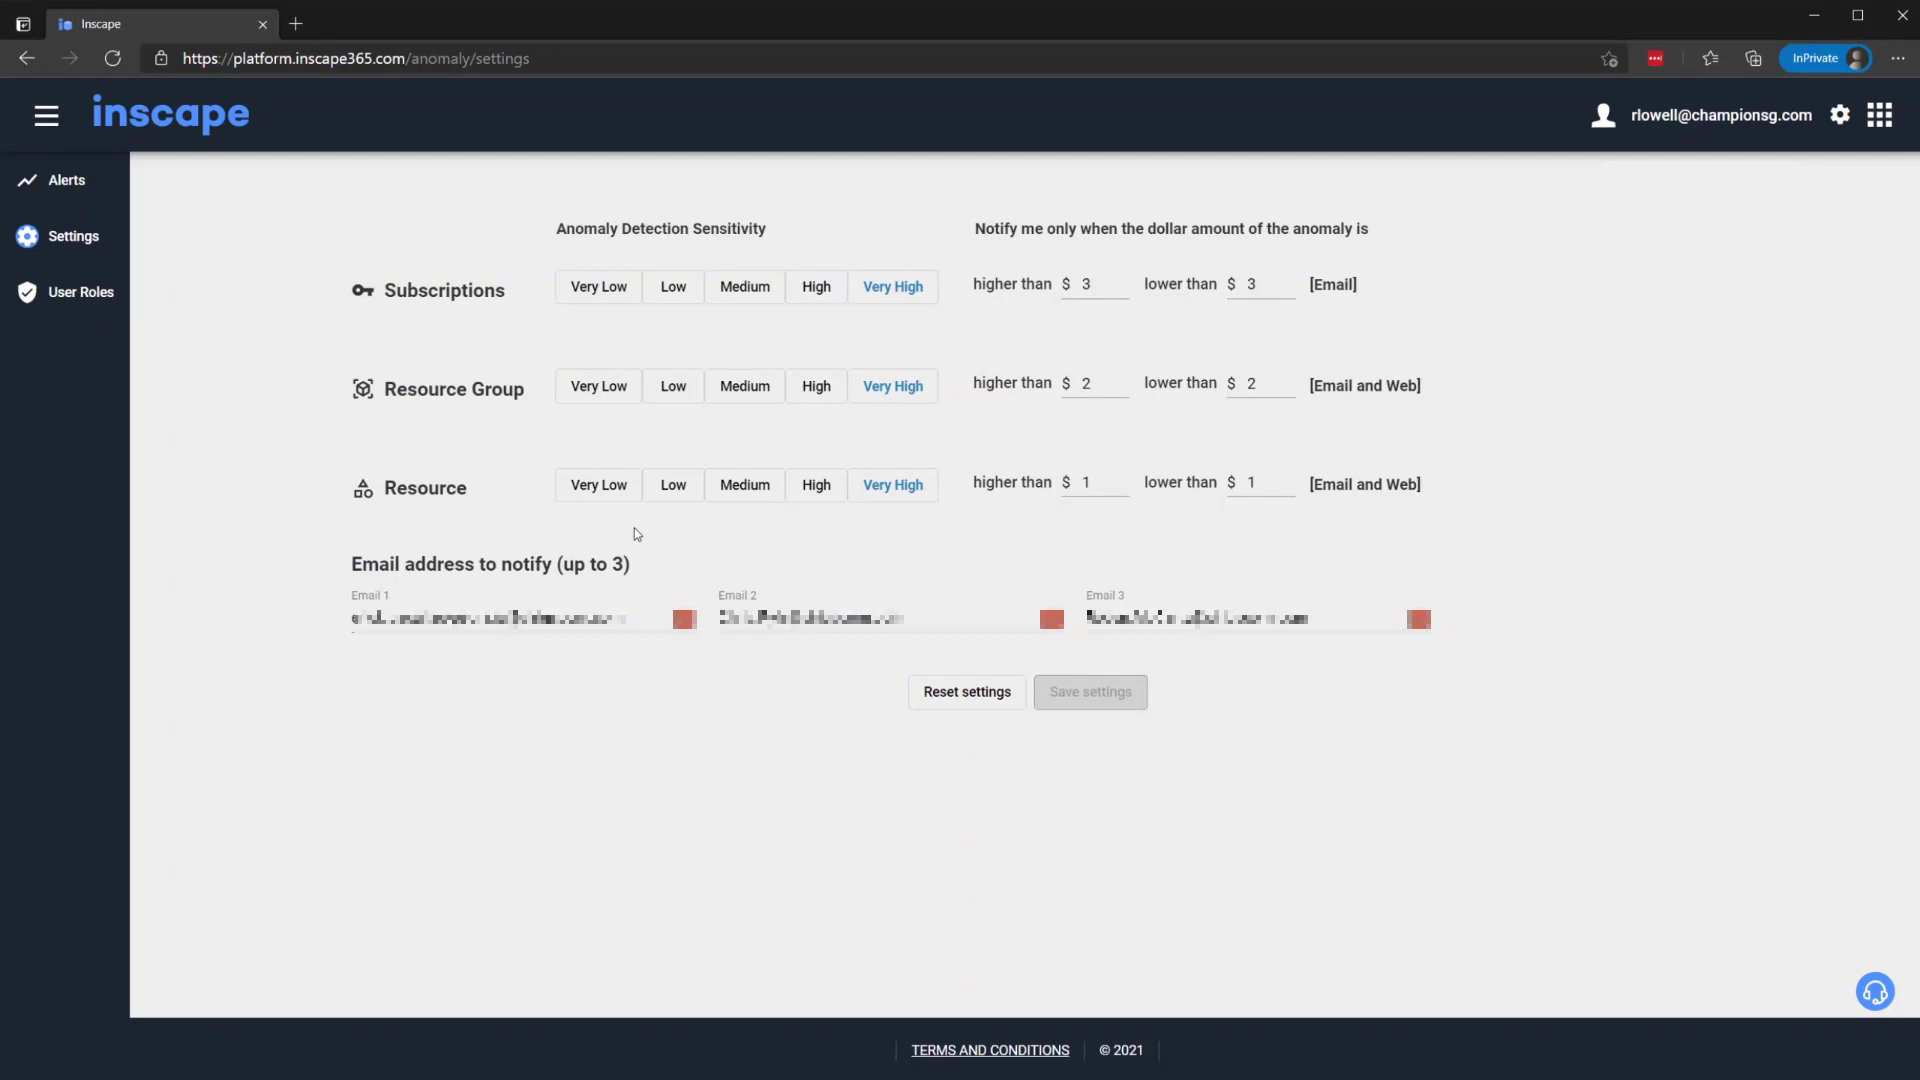 Inscape
https://platform.inscape365.com/anomaly/settings
InPrivate
inscape
rlowell@championsg.com
Alerts
Settings
User Roles
Anomaly Detection Sensitivity
Notify me only when the dollar amount of the anomaly is
Subscriptions
Very Low Low Medium High Very High
higher than $ 3 lower than $ 3 [Email]
Resource Group
Very Low Low Medium High Very High
higher than $ 2 lower than $ 2 [Email and Web]
Resource
Very Low Low Medium High Very High
higher than $ 1 lower than $ 1 [Email and Web]
Email address to notify (up to 3)
Email 1 Email 2 Email 3
Reset settings Save settings
TERMS AND CONDITIONS © 2021